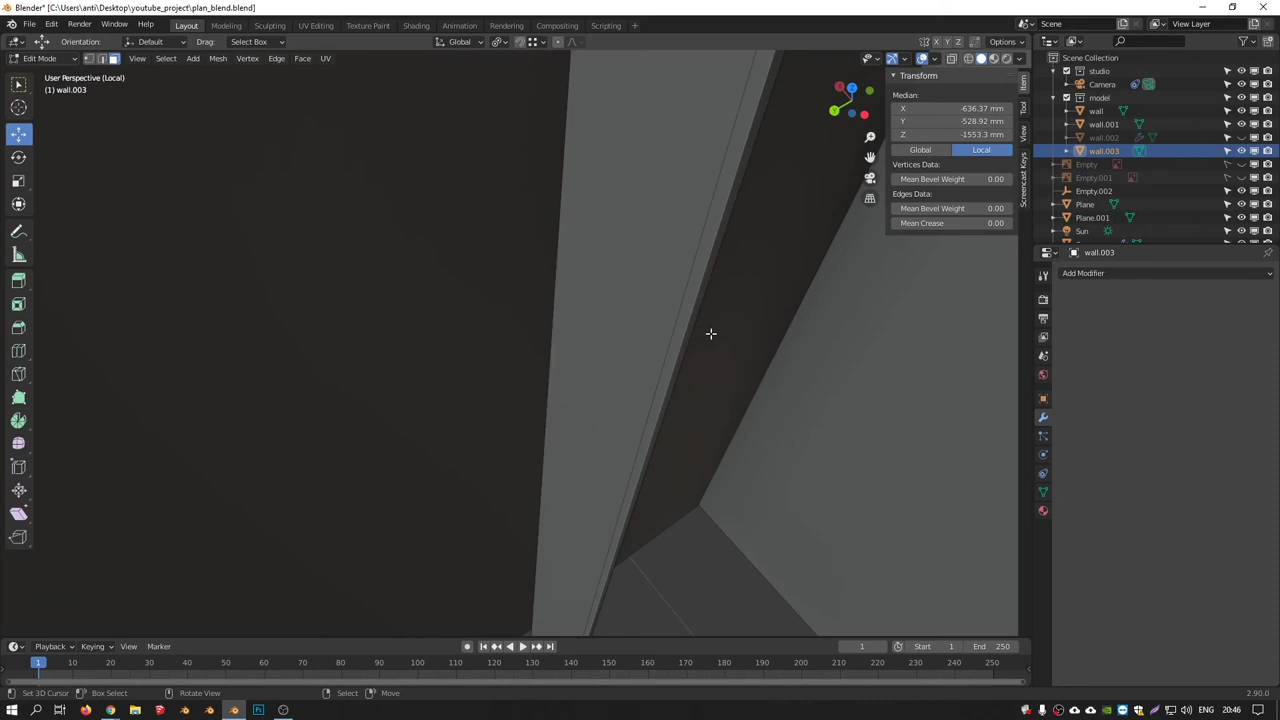 Blender* [C:\Users\anti\Desktop\youtube_project\plan_blend.blend]
File Edit Render Window Help Layout Modeling Sculpting UV Editing Texture Paint Shading Animation Rendering Compositing Scripting Scene View Layer
Orientation: Default Drag: Select Box Global X Y Z Options
Edit Mode View Select Add Mesh Vertex Edge Face UV
User Perspective (Local)
(1) wall.003
Transform
Median:
X -636.37 mm
Y -528.92 mm
Z -1553.3 mm
Global Local
Vertices Data:
Mean Bevel Weight 0.00
Edges Data:
Mean Bevel Weight 0.00
Mean Crease 0.00
Item
Tool
View
Screencast Keys
Z
Y
Scene Collection
studio
Camera
model
wall
wall.001
wall.002
wall.003
Empty
Empty.001
Empty.002
Plane
Plane.001
Sun
wall.003
Add Modifier
Playback Keying View Marker 1 Start 1 End 250
1 10 20 30 40 50 60 70 80 90 100 110 120 130 140 150 160 170 180 190 200 210 220 230 240 250
Set 3D Cursor Box Select Rotate View Select Move 2.90.0
Ps ENG 20:46